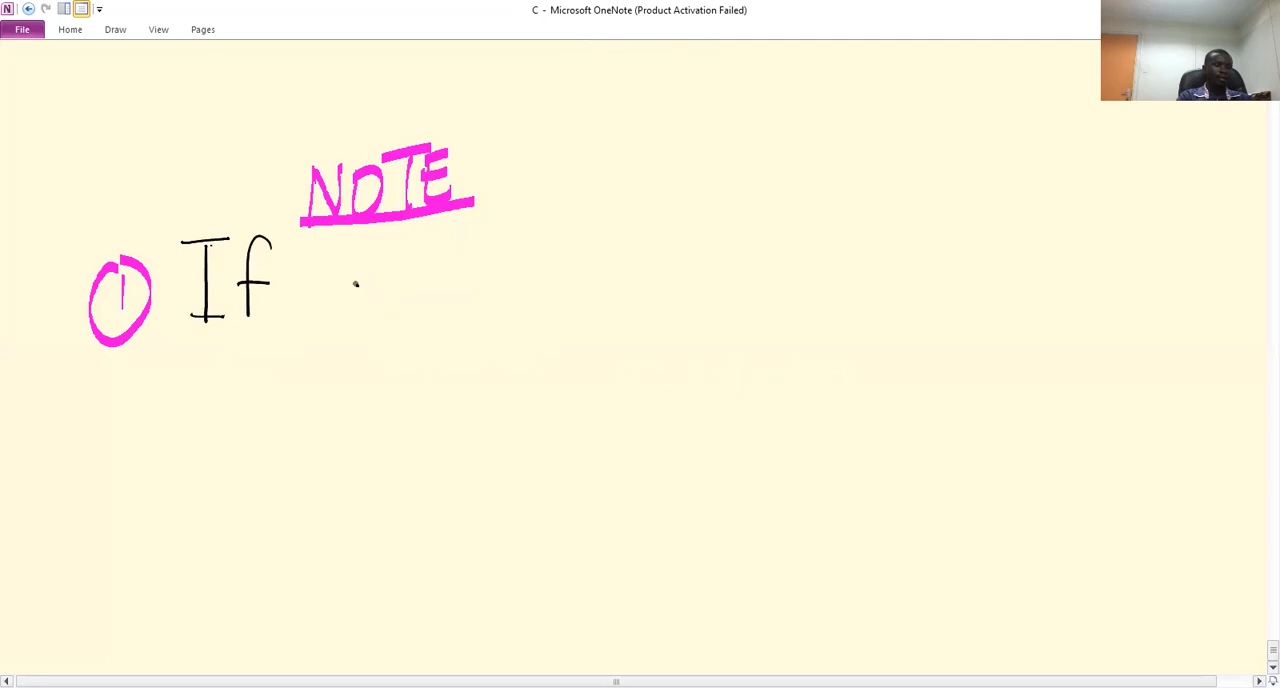 C - Microsoft OneNote (Product Activation Failed)
File Home Draw View Pages
NOTE
① If